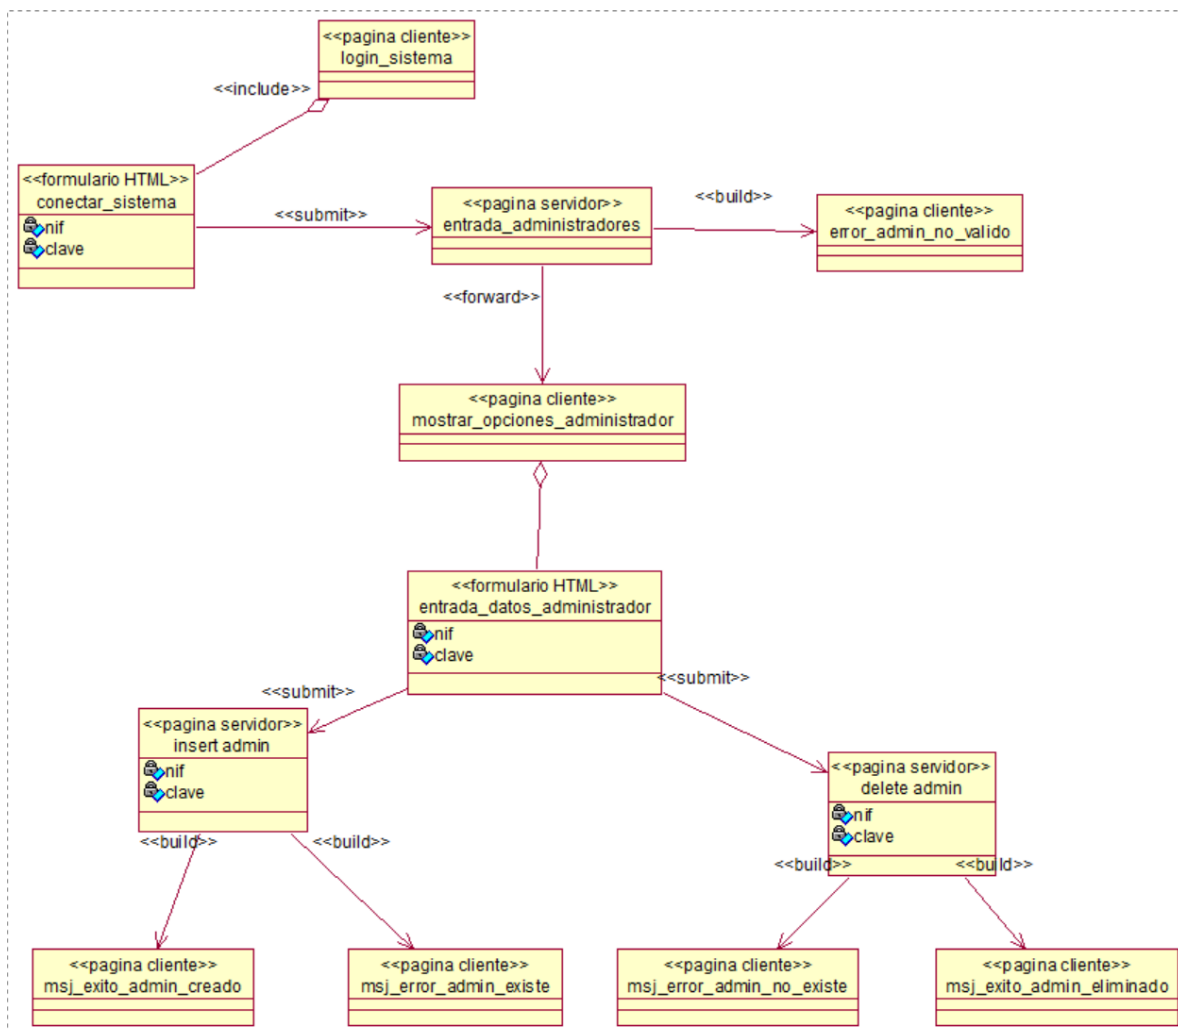 <<pagina cliente>>
login_sistema
<<include>>
<<formulario HTML>>
conectar_sistema
nif
clave
<<submit>>
<<pagina servidor>>
entrada_administradores
<<build>>
<<pagina cliente>>
error_admin_no_valido
<<forward>>
<<pagina cliente>>
mostrar_opciones_administrador
<<formulario HTML>>
entrada_datos_administrador
nif
clave
<<submit>>
<<submit>>
<<pagina servidor>>
insert admin
nif
clave
<<pagina servidor>>
delete admin
nif
clave
<<build>>
<<build>>
<<build>>
<<build>>
<<pagina cliente>>
msj_exito_admin_creado
<<pagina cliente>>
msj_error_admin_existe
<<pagina cliente>>
msj_error_admin_no_existe
<<pagina cliente>>
msj_exito_admin_eliminado